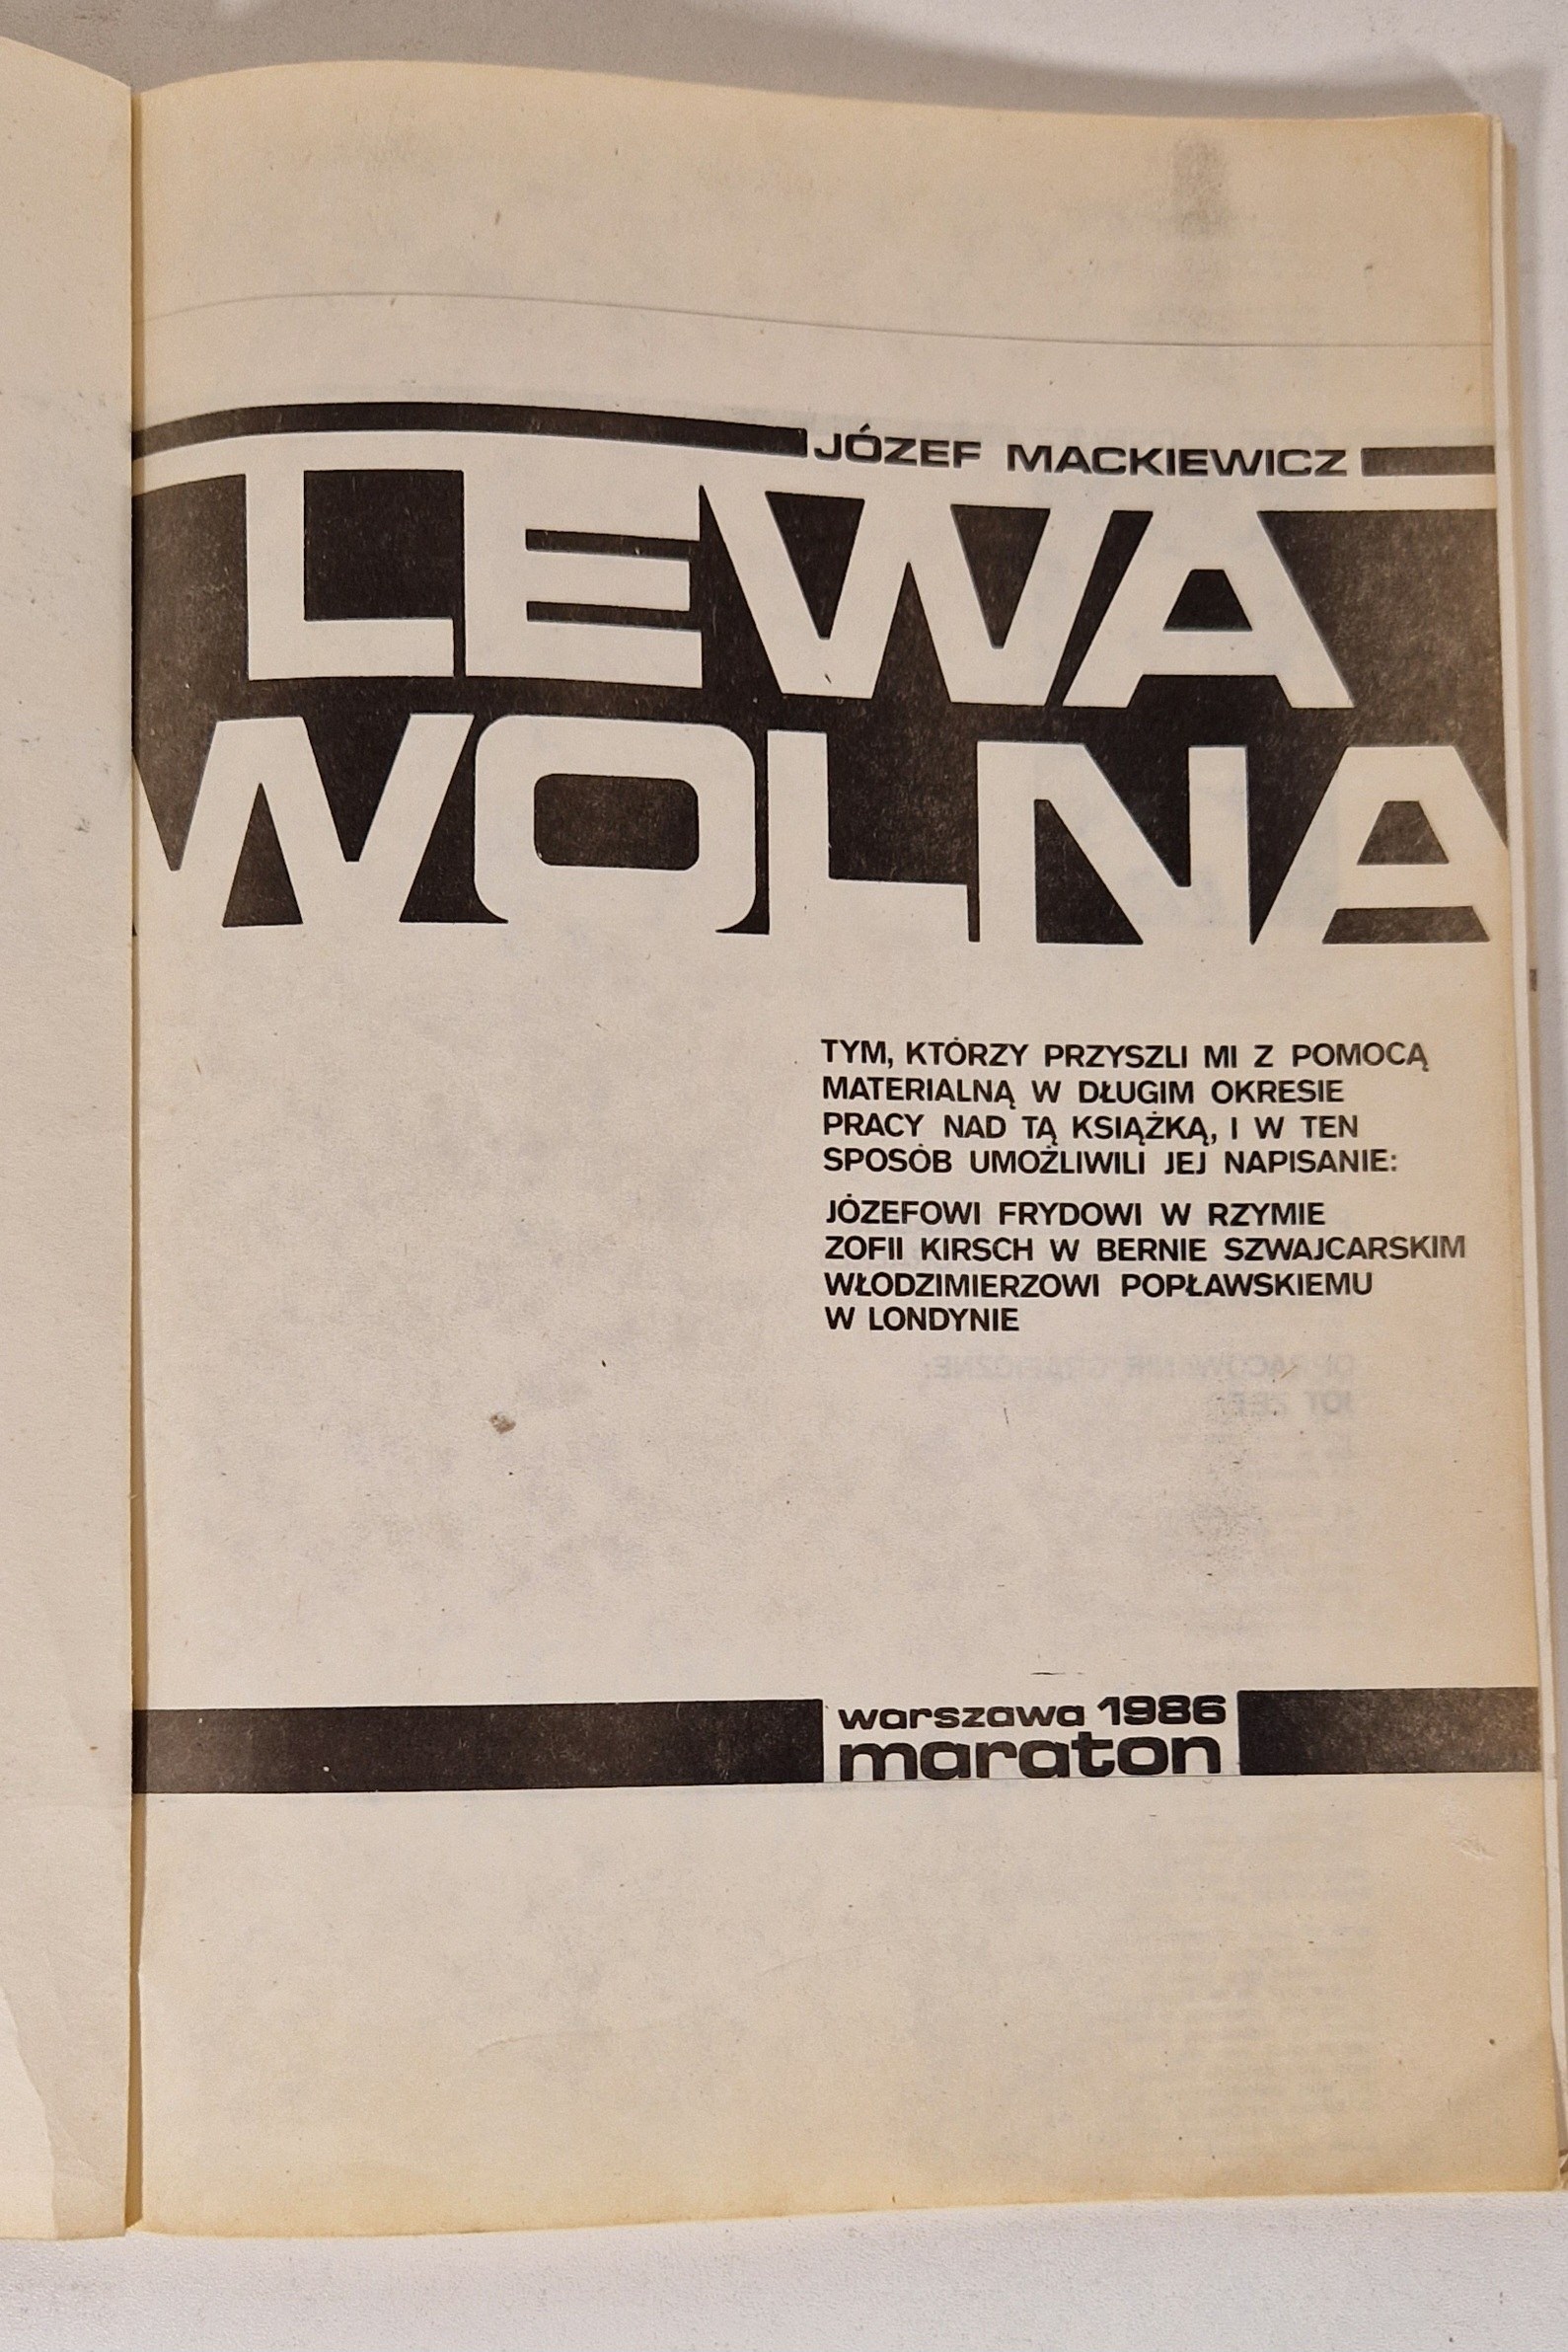 JÓZEF MACKIEWICZ
LEWA
WOLNA
TYM, KTÓRZY PRZYSZLI MI Z POMOCĄ
MATERIALNĄ W DŁUGIM OKRESIE
PRACY NAD TĄ KSIĄŻKĄ, I W TEN
SPOSÓB UMOŻLIWILI JEJ NAPISANIE:
JÓZEFOWI FRYDOWI W RZYMIE
ZOFII KIRSCH W BERNIE SZWAJCARSKIM
WŁODZIMIERZOWI POPŁAWSKIEMU
W LONDYNIE
warszawa 1986
maraton